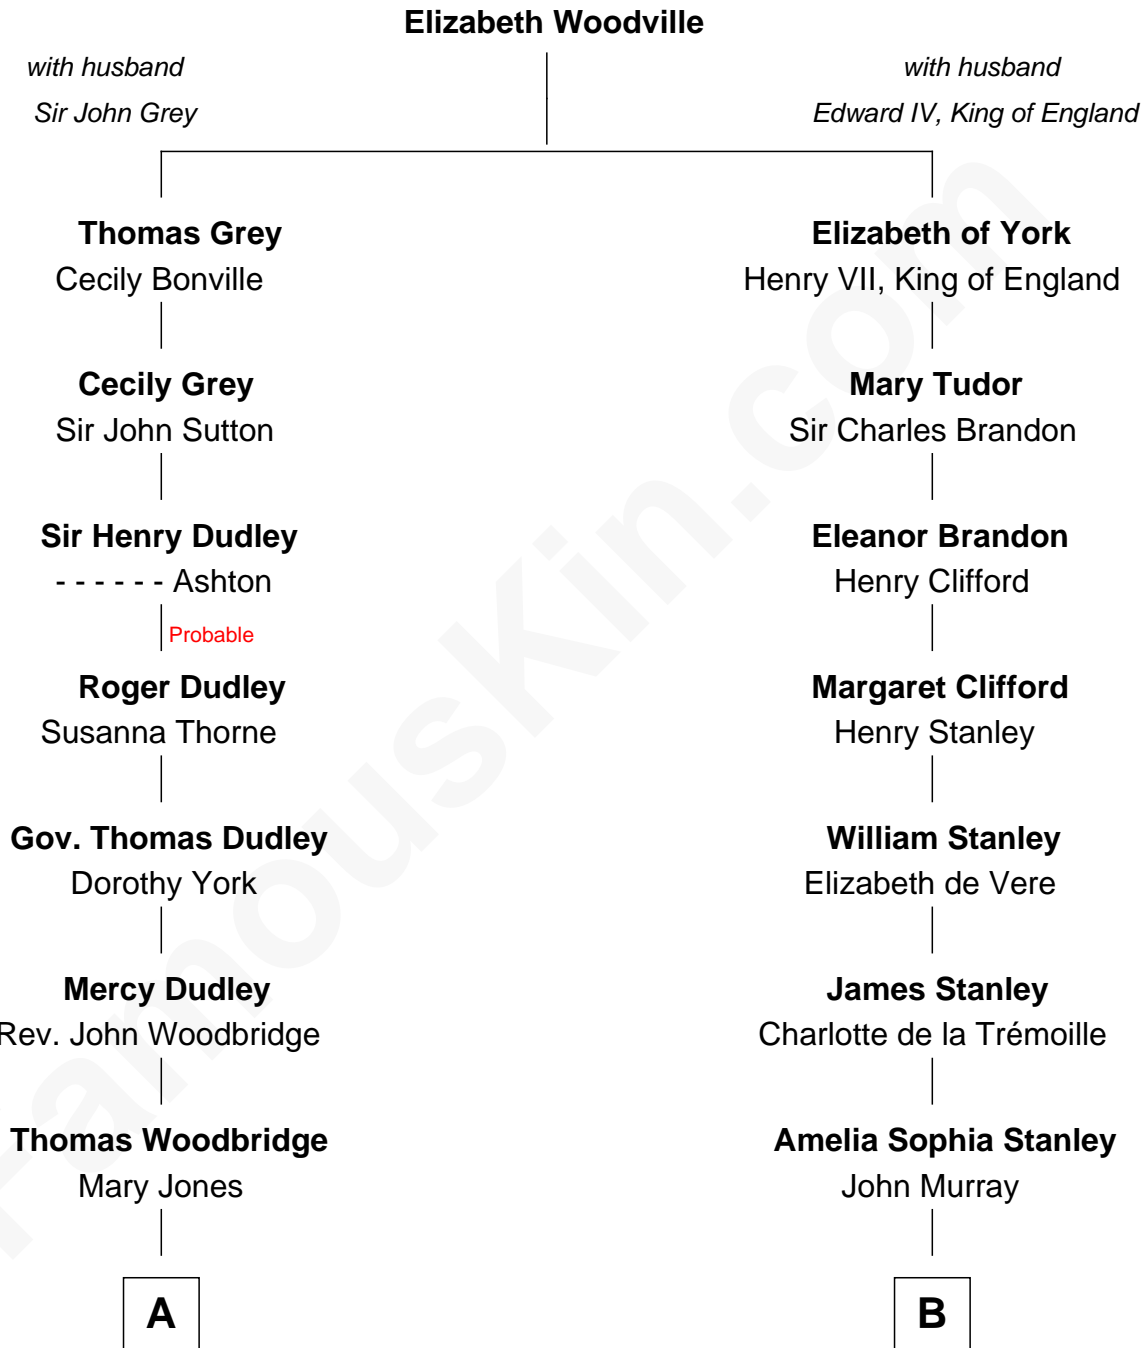 Elizabeth Woodville
with husband
Sir John Grey
with husband
Edward IV, King of England
Thomas Grey
Cecily Bonville
Elizabeth of York
Henry VII, King of England
Cecily Grey
Sir John Sutton
Mary Tudor
Sir Charles Brandon
Sir Henry Dudley
- - - - - - Ashton
Eleanor Brandon
Henry Clifford
Probable
Roger Dudley
Susanna Thorne
Margaret Clifford
Henry Stanley
Gov. Thomas Dudley
Dorothy York
William Stanley
Elizabeth de Vere
Mercy Dudley
Rev. John Woodbridge
James Stanley
Charlotte de la Trémoille
Thomas Woodbridge
Mary Jones
Amelia Sophia Stanley
John Murray
A
B
FamousKin.com